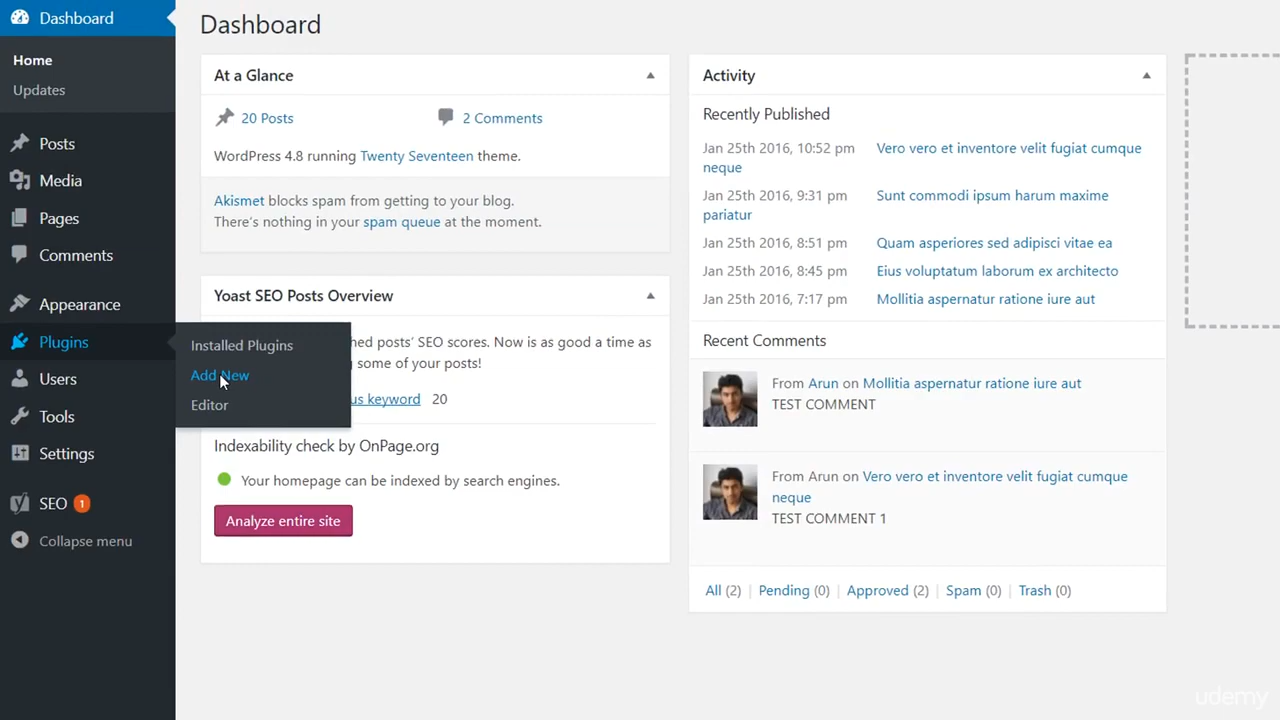 Dashboard
Home
Updates
Posts
Media
Pages
Comments
Appearance
Plugins
Users
Tools
Settings
SEO 1
Collapse menu
Installed Plugins
Add New
Editor
Dashboard
At a Glance
20 Posts
2 Comments
WordPress 4.8 running Twenty Seventeen theme.
Akismet blocks spam from getting to your blog.
There's nothing in your spam queue at the moment.
Yoast SEO Posts Overview
posts' SEO scores. Now is as good a time as
some of your posts!
keyword 20
Indexability check by OnPage.org
Your homepage can be indexed by search engines.
Analyze entire site
Activity
Recently Published
Jan 25th 2016, 10:52 pm Vero vero et inventore velit fugiat cumque
neque
Jan 25th 2016, 9:31 pm Sunt commodi ipsum harum maxime
pariatur
Jan 25th 2016, 8:51 pm Quam asperiores sed adipisci vitae ea
Jan 25th 2016, 8:45 pm Eius voluptatum laborum ex architecto
Jan 25th 2016, 7:17 pm Mollitia aspernatur ratione iure aut
Recent Comments
From Arun on Mollitia aspernatur ratione iure aut
TEST COMMENT
From Arun on Vero vero et inventore velit fugiat cumque
neque
TEST COMMENT 1
All (2) | Pending (0) | Approved (2) | Spam (0) | Trash (0)
udemy